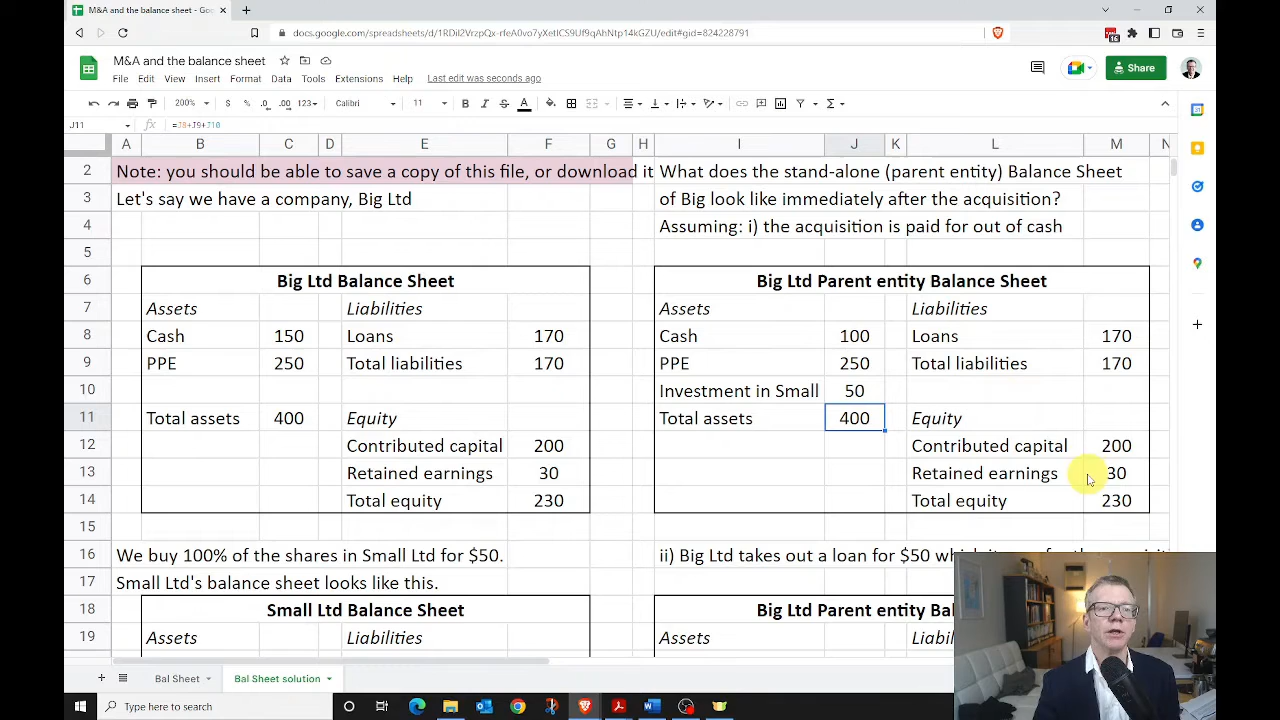 M&A and the balance sheet - Goo
docs.google.com/spreadsheets/d/1RDil2VrzpQx-rfeA0vo7yXetICS9Uf9qAhNtp14kGZU/edit#gid=824228791
16
M&A and the balance sheet
File Edit View Insert Format Data Tools Extensions Help Last edit was seconds ago
Share
200% $ % .0 .00 123 Calibri 11 B I S A
J11 fx =J8+J9+J10
A B C D E F G H I J K L M N
2 Note: you should be able to save a copy of this file, or download it What does the stand-alone (parent entity) Balance Sheet
3 Let's say we have a company, Big Ltd of Big look like immediately after the acquisition?
4 Assuming: i) the acquisition is paid for out of cash
5
6 Big Ltd Balance Sheet Big Ltd Parent entity Balance Sheet
7 Assets Liabilities Assets Liabilities
8 Cash 150 Loans 170 Cash 100 Loans 170
9 PPE 250 Total liabilities 170 PPE 250 Total liabilities 170
10 Investment in Small 50
11 Total assets 400 Equity Total assets 400 Equity
12 Contributed capital 200 Contributed capital 200
13 Retained earnings 30 Retained earnings 30
14 Total equity 230 Total equity 230
15
16 We buy 100% of the shares in Small Ltd for $50. ii) Big Ltd takes out a loan for $50 which
17 Small Ltd's balance sheet looks like this.
18 Small Ltd Balance Sheet Big Ltd Parent entity Ba
19 Assets Liabilities Assets Liabil
Bal Sheet Bal Sheet solution
Type here to search